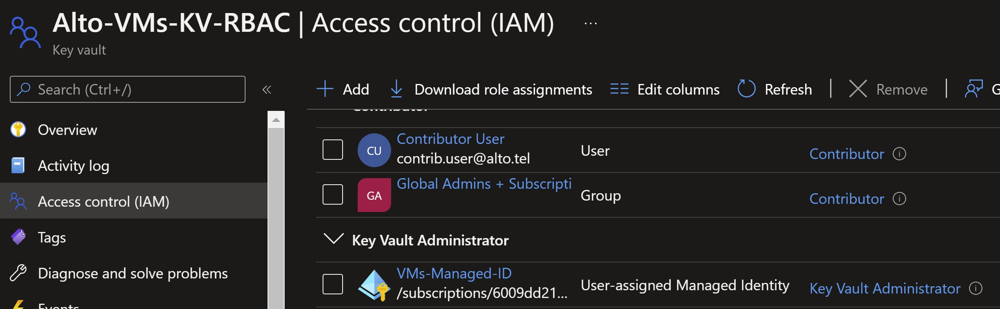 Alto-VMs-KV-RBAC | Access control (IAM) ...
Key vault
Search (Ctrl+/)
«
Add
Download role assignments
Edit columns
Refresh
Remove
G
Overview
Activity log
Access control (IAM)
Tags
Diagnose and solve problems
Events
Contributor
CU
Contributor User
contrib.user@alto.tel
User
Contributor
GA
Global Admins + Subscripti
Group
Contributor
Key Vault Administrator
VMs-Managed-ID
/subscriptions/6009dd21...
User-assigned Managed Identity
Key Vault Administrator